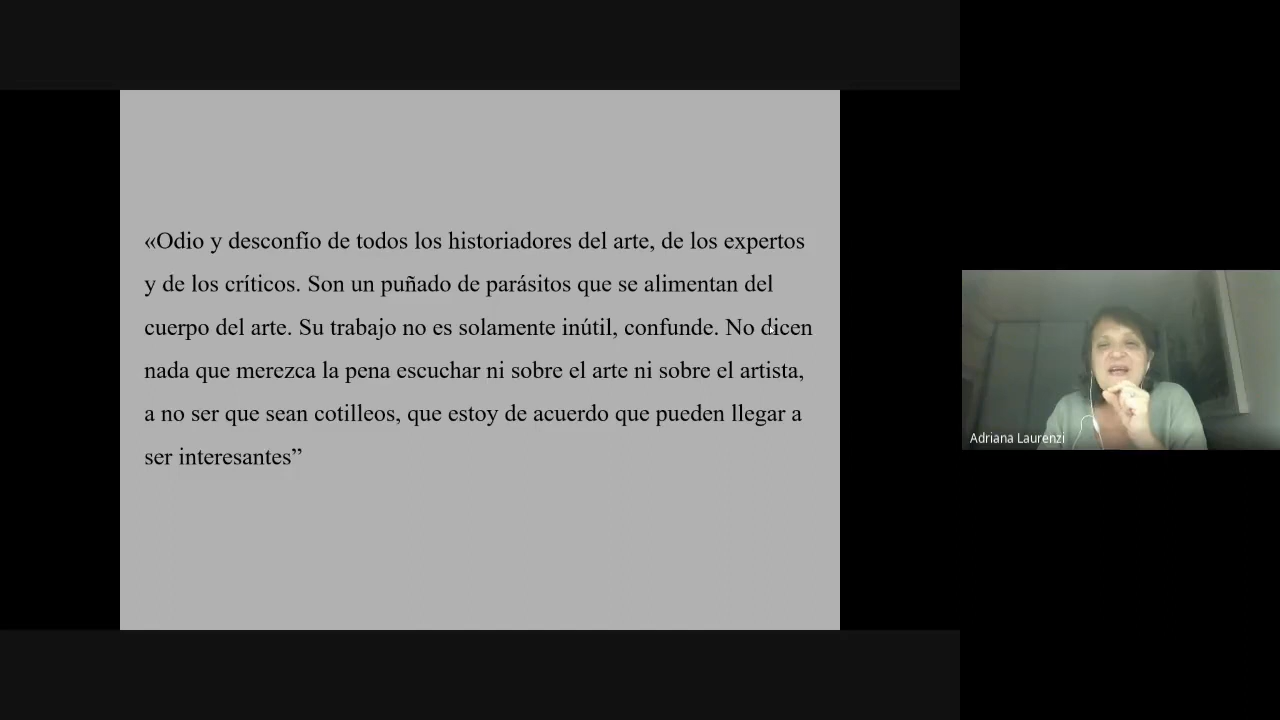 «Odio y desconfío de todos los historiadores del arte, de los expertos
y de los críticos. Son un puñado de parásitos que se alimentan del
cuerpo del arte. Su trabajo no es solamente inútil, confunde. No dicen
nada que merezca la pena escuchar ni sobre el arte ni sobre el artista,
a no ser que sean cotilleos, que estoy de acuerdo que pueden llegar a
ser interesantes”
Adriana Laurenzi